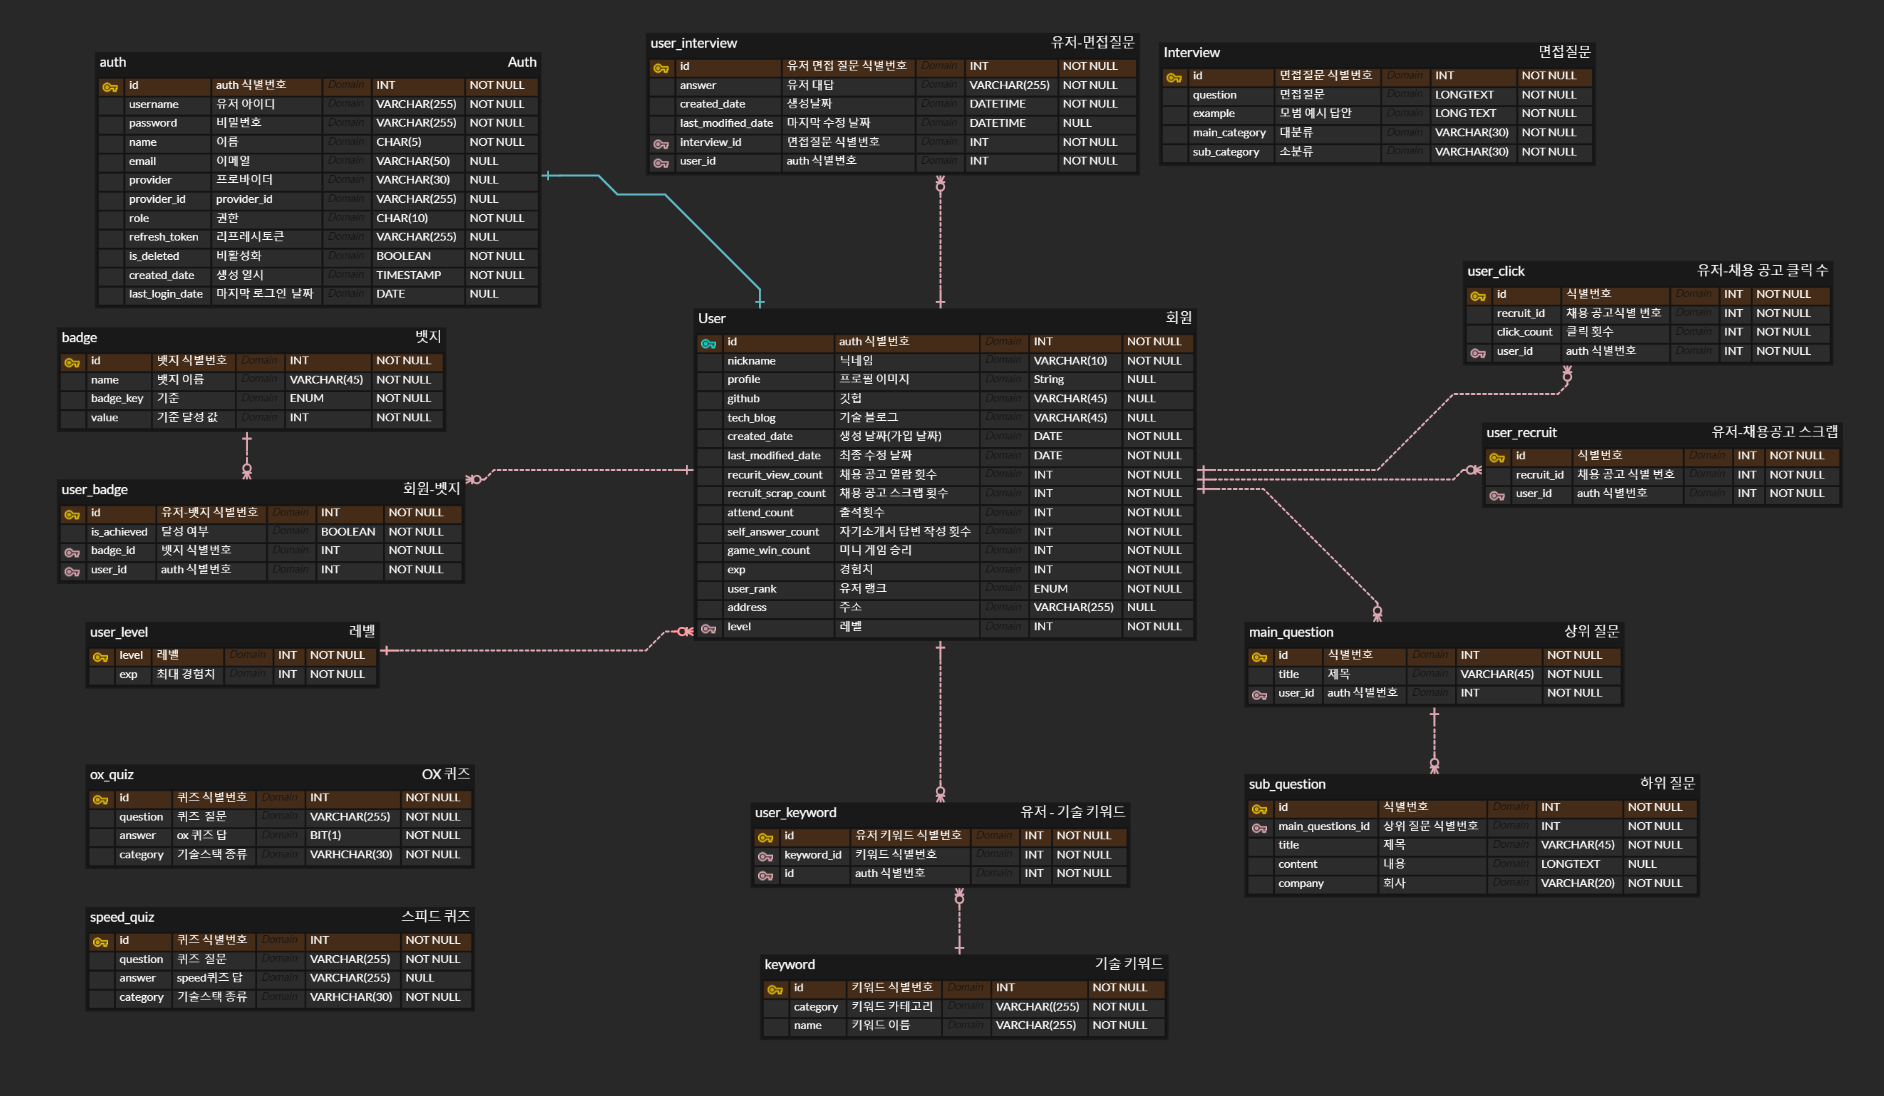 auth Auth
id auth 식별번호 Domain INT NOT NULL
username 유저 아이디 Domain VARCHAR(255) NOT NULL
password 비밀번호 Domain VARCHAR(255) NOT NULL
name 이름 Domain CHAR(5) NOT NULL
email 이메일 Domain VARCHAR(50) NULL
provider 프로바이더 Domain VARCHAR(30) NULL
provider_id provider_id Domain VARCHAR(255) NULL
role 권한 Domain CHAR(10) NOT NULL
refresh_token 리프레시토큰 Domain VARCHAR(255) NULL
is_deleted 비활성화 Domain BOOLEAN NOT NULL
created_date 생성 일시 Domain TIMESTAMP NOT NULL
last_login_date 마지막 로그인 날짜 Domain DATE NULL
user_interview 유저-면접질문
id 유저 면접 질문 식별번호 Domain INT NOT NULL
answer 유저 대답 Domain VARCHAR(255) NOT NULL
created_date 생성날짜 Domain DATETIME NOT NULL
last_modified_date 마지막 수정 날짜 Domain DATETIME NULL
interview_id 면접질문 식별번호 Domain INT NOT NULL
user_id auth 식별번호 Domain INT NOT NULL
Interview 면접질문
id 면접질문 식별번호 Domain INT NOT NULL
question 면접질문 Domain LONGTEXT NOT NULL
example 모범 예시 답안 Domain LONG TEXT NOT NULL
main_category 대분류 Domain VARCHAR(30) NOT NULL
sub_category 소분류 Domain VARCHAR(30) NOT NULL
user_click 유저-채용 공고 클릭 수
id 식별번호 Domain INT NOT NULL
recruit_id 채용 공고식별 번호 Domain INT NOT NULL
click_count 클릭 횟수 Domain INT NOT NULL
user_id auth 식별번호 Domain INT NOT NULL
badge 뱃지
id 뱃지 식별번호 Domain INT NOT NULL
name 뱃지 이름 Domain VARCHAR(45) NOT NULL
badge_key 기준 Domain ENUM NOT NULL
value 기준 달성 값 Domain INT NOT NULL
User 회원
id auth 식별번호 Domain INT NOT NULL
nickname 닉네임 Domain VARCHAR(10) NOT NULL
profile 프로필 이미지 Domain String NULL
github 깃헙 Domain VARCHAR(45) NULL
tech_blog 기술 블로그 Domain VARCHAR(45) NULL
created_date 생성 날짜(가입 날짜) Domain DATE NOT NULL
last_modified_date 최종 수정 날짜 Domain DATE NOT NULL
recurit_view_count 채용 공고 열람 횟수 Domain INT NOT NULL
recruit_scrap_count 채용 공고 스크랩 횟수 Domain INT NOT NULL
attend_count 출석횟수 Domain INT NOT NULL
self_answer_count 자기소개서 답변 작성 횟수 Domain INT NOT NULL
game_win_count 미니 게임 승리 Domain INT NOT NULL
exp 경험치 Domain INT NOT NULL
user_rank 유저 랭크 Domain ENUM NOT NULL
address 주소 Domain VARCHAR(255) NULL
level 레벨 Domain INT NOT NULL
user_recruit 유저-채용공고 스크랩
id 식별번호 Domain INT NOT NULL
recruit_id 채용 공고 식별 번호 Domain INT NOT NULL
user_id auth 식별번호 Domain INT NOT NULL
user_badge 회원-벳지
id 유저-뱃지 식별번호 Domain INT NOT NULL
is_achieved 달성 여부 Domain BOOLEAN NOT NULL
badge_id 뱃지 식별번호 Domain INT NOT NULL
user_id auth 식별번호 Domain INT NOT NULL
user_level 레벨
level 레벨 Domain INT NOT NULL
exp 최대 경험치 Domain INT NOT NULL
main_question 상위 질문
id 식별번호 Domain INT NOT NULL
title 제목 Domain VARCHAR(45) NOT NULL
user_id auth 식별번호 Domain INT NOT NULL
ox_quiz OX 퀴즈
id 퀴즈 식별번호 Domain INT NOT NULL
question 퀴즈 질문 Domain VARCHAR(255) NOT NULL
answer ox 퀴즈 답 Domain BIT(1) NOT NULL
category 기술스택 종류 Domain VARHCHAR(30) NOT NULL
sub_question 하위 질문
id 식별번호 Domain INT NOT NULL
main_questions_id 상위 질문 식별번호 Domain INT NOT NULL
title 제목 Domain VARCHAR(45) NOT NULL
content 내용 Domain LONGTEXT NULL
company 회사 Domain VARCHAR(20) NOT NULL
user_keyword 유저 - 기술 키워드
id 유저 키워드 식별번호 Domain INT NOT NULL
keyword_id 키워드 식별번호 Domain INT NOT NULL
id auth 식별번호 Domain INT NOT NULL
speed_quiz 스피드 퀴즈
id 퀴즈 식별번호 Domain INT NOT NULL
question 퀴즈 질문 Domain VARCHAR(255) NOT NULL
answer speed퀴즈 답 Domain VARCHAR(255) NULL
category 기술스택 종류 Domain VARHCHAR(30) NOT NULL
keyword 기술 키워드
id 키워드 식별번호 Domain INT NOT NULL
category 키워드 카테고리 Domain VARCHAR((255) NOT NULL
name 키워드 이름 Domain VARCHAR(255) NOT NULL